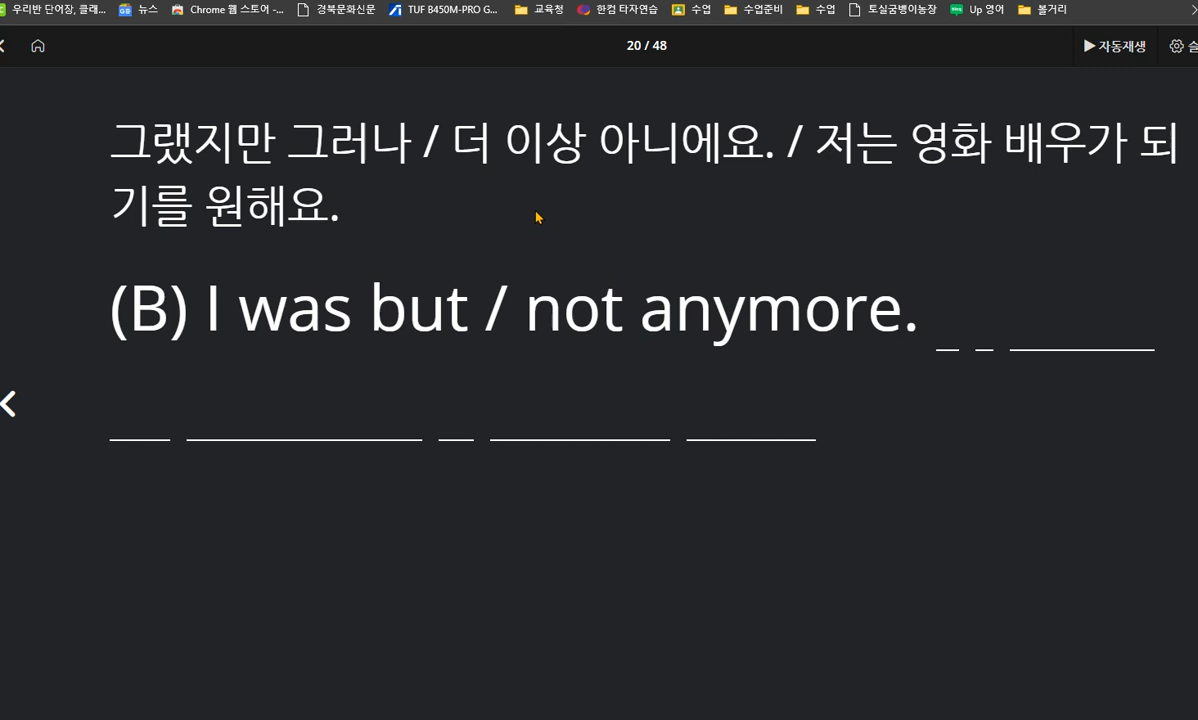 우리반 단어장, 클래... 뉴스 Chrome 웹 스토어 -... 경북문화신문 TUF B450M-PRO G... 교육청 한컴 타자연습 수업 수업준비 수업 토실굼벵이농장 Up 영어 볼거리
20 / 48 ▶자동재생 슬
그랬지만 그러나 / 더 이상 아니에요. / 저는 영화 배우가 되
기를 원해요.
(B) I was but / not anymore.